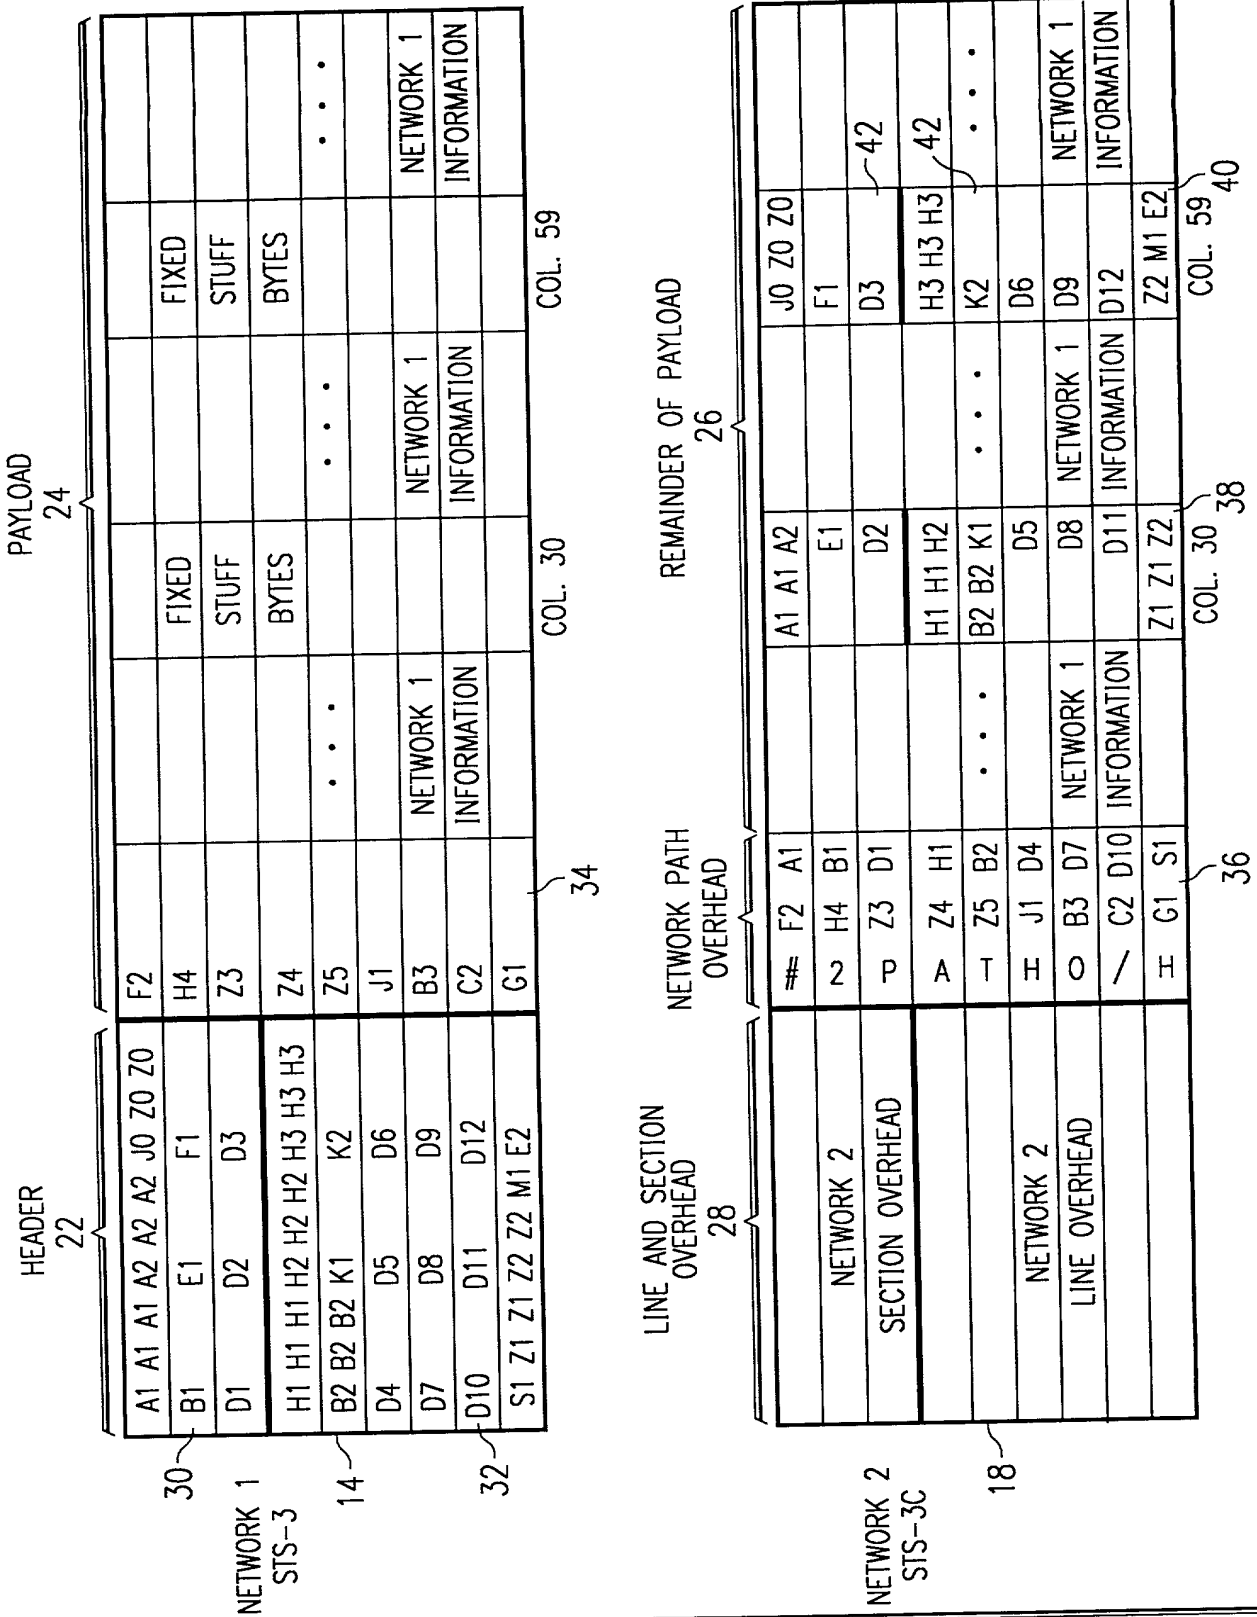 HEADER
22
PAYLOAD
24
A1 A1 A1 A2 A2 A2 J0 Z0 Z0 F2
B1 E1 F1 H4 FIXED FIXED
D1 D2 D3 Z3 STUFF STUFF
H1 H1 H1 H2 H2 H2 H3 H3 H3 Z4 BYTES BYTES
B2 B2 B2 K1 K2 Z5 . . . . . . . . .
D4 D5 D6 J1
D7 D8 D9 B3 NETWORK 1 NETWORK 1 NETWORK 1
D10 D11 D12 C2 INFORMATION INFORMATION INFORMATION
S1 Z1 Z1 Z2 Z2 M1 E2 G1
COL. 30 COL. 59
NETWORK 1
STS-3
30
14
32
34
LINE AND SECTION
OVERHEAD
28
NETWORK PATH
OVERHEAD
REMAINDER OF PAYLOAD
26
# F2 A1 A1 A1 A2 J0 Z0 Z0
NETWORK 2 2 H4 B1 E1 F1
SECTION OVERHEAD P Z3 D1 D2 D3 42
A Z4 H1 H1 H1 H2 H3 H3 H3 42
T Z5 B2 . . . B2 B2 K1 . . . K2 . . .
NETWORK 2 H J1 D4 D5 D6
LINE OVERHEAD O B3 D7 NETWORK 1 D8 NETWORK 1 D9 NETWORK 1
/ C2 D10 INFORMATION D11 INFORMATION D12 INFORMATION
H G1 S1 Z1 Z1 Z2 Z2 M1 E2
COL. 30 COL. 59
NETWORK 2
STS-3C
18
36
38
40